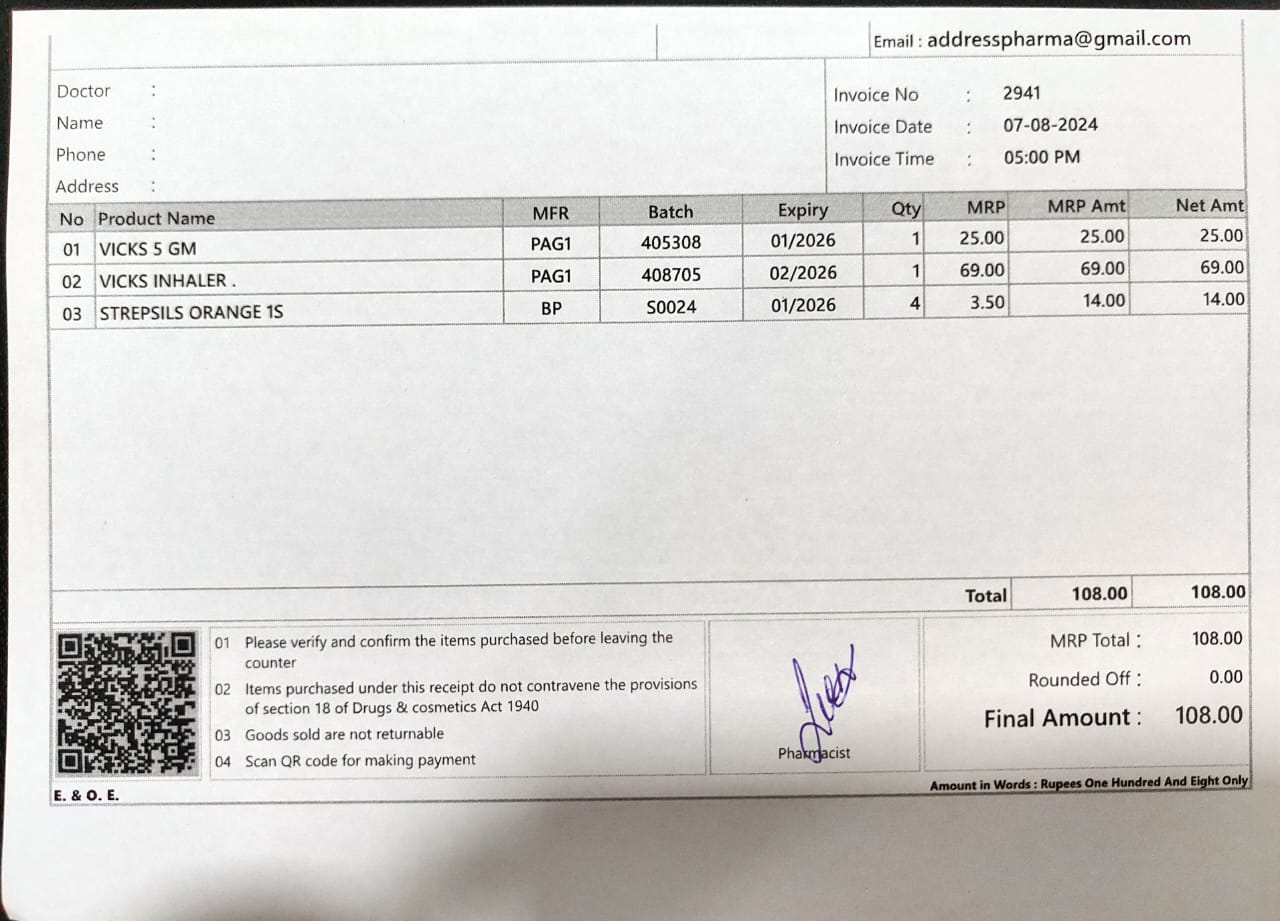 Email : addresspharma@gmail.com
Doctor :
Name :
Phone :
Address :
Invoice No : 2941
Invoice Date : 07-08-2024
Invoice Time : 05:00 PM
No Product Name MFR Batch Expiry Qty MRP MRP Amt Net Amt
01 VICKS 5 GM PAG1 405308 01/2026 1 25.00 25.00 25.00
02 VICKS INHALER . PAG1 408705 02/2026 1 69.00 69.00 69.00
03 STREPSILS ORANGE 1S BP S0024 01/2026 4 3.50 14.00 14.00
Total 108.00 108.00
01 Please verify and confirm the items purchased before leaving the
counter
02 Items purchased under this receipt do not contravene the provisions
of section 18 of Drugs & cosmetics Act 1940
03 Goods sold are not returnable
04 Scan QR code for making payment
Pharmacist
MRP Total : 108.00
Rounded Off : 0.00
Final Amount : 108.00
E. & O. E.
Amount in Words : Rupees One Hundred And Eight Only